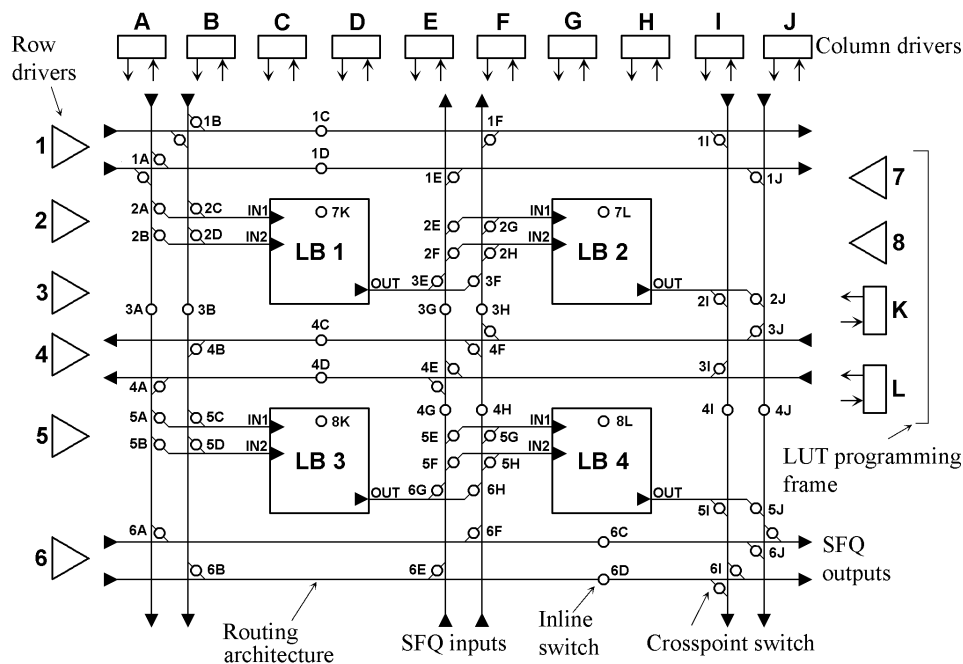 A B C D E F G H I J
Row
drivers
Column drivers
1B 1C 1F 1I
1
1A 1D 1E 1J
7
2A 2C IN1 7K 2E 2G IN1 7L
2
2B 2D IN2 LB 1 2F 2H IN2 LB 2
8
OUT 3E 3F OUT
3
3A 3B 3G 3H 2I 2J
K
4C 3J
4
4B 4F
4D 4E 3I
4A
L
5A 5C IN1 8K 4G 4H 4I 4J
5
5E 5G IN1 8L
5B 5D IN2 LB 3 5F 5H IN2 LB 4
LUT programming
frame
OUT 6G 6H OUT
5I 5J
6A 6F 6C 6J
SFQ
outputs
6
6B 6E 6D 6I
Routing
architecture
SFQ inputs
Inline
switch
Crosspoint switch